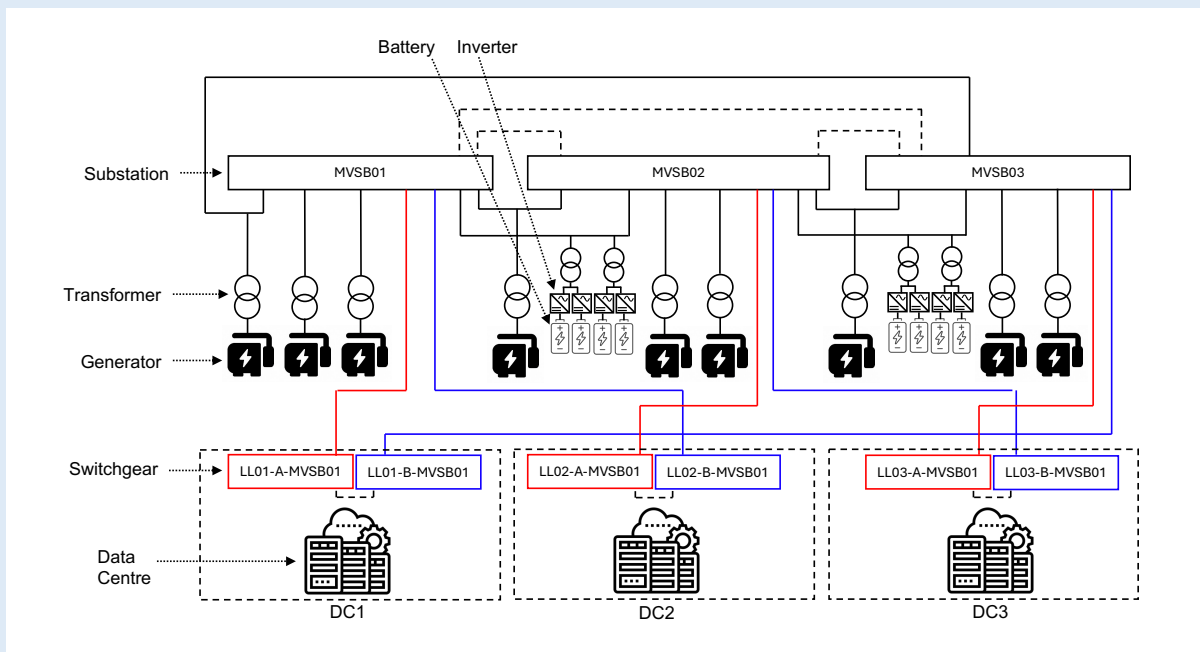 Battery
Inverter
Substation
MVSB01
MVSB02
MVSB03
Transformer
Generator
Switchgear
LL01-A-MVSB01
LL01-B-MVSB01
LL02-A-MVSB01
LL02-B-MVSB01
LL03-A-MVSB01
LL03-B-MVSB01
Data
Centre
DC1
DC2
DC3